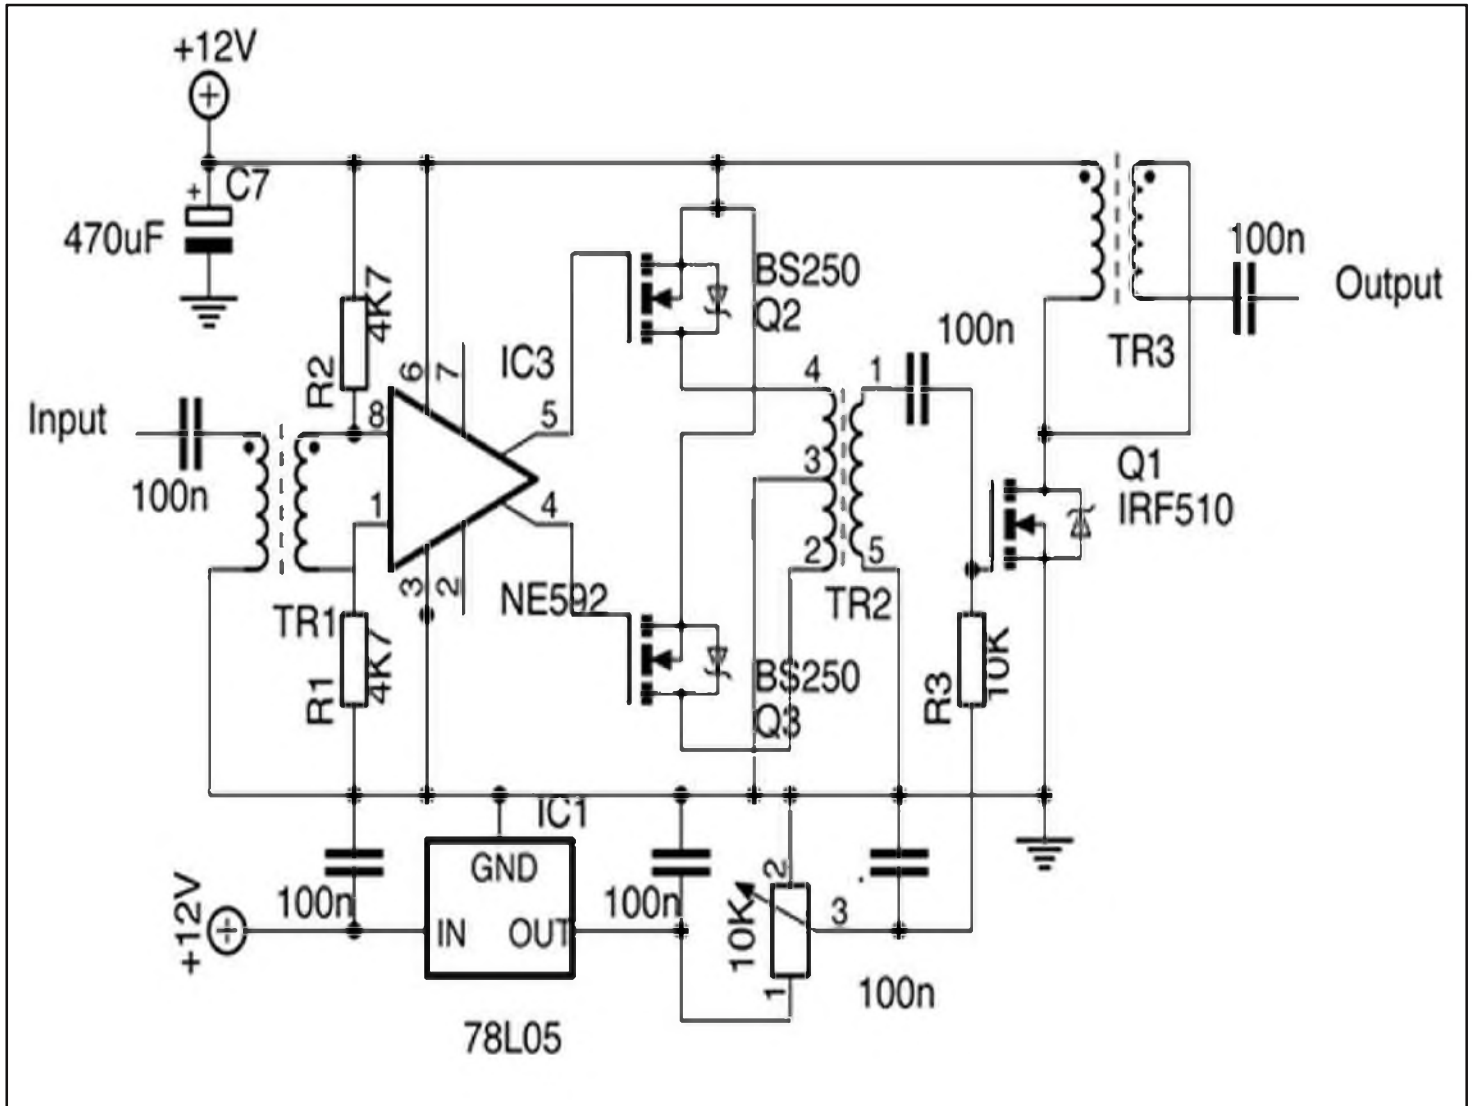 +12V
C7
+
470uF
R2
4K7
6
7
IC3
BS250
Q2
100n
100n
Output
TR3
Input
100n
8
5
1
4
4
1
3
Q1
IRF510
3
2
NE592
2
5
TR2
TR1
R1
4K7
BS250
Q3
R3
10K
IC1
GND
100n
100n
2
+12V
IN
OUT
10K
3
1
100n
78L05